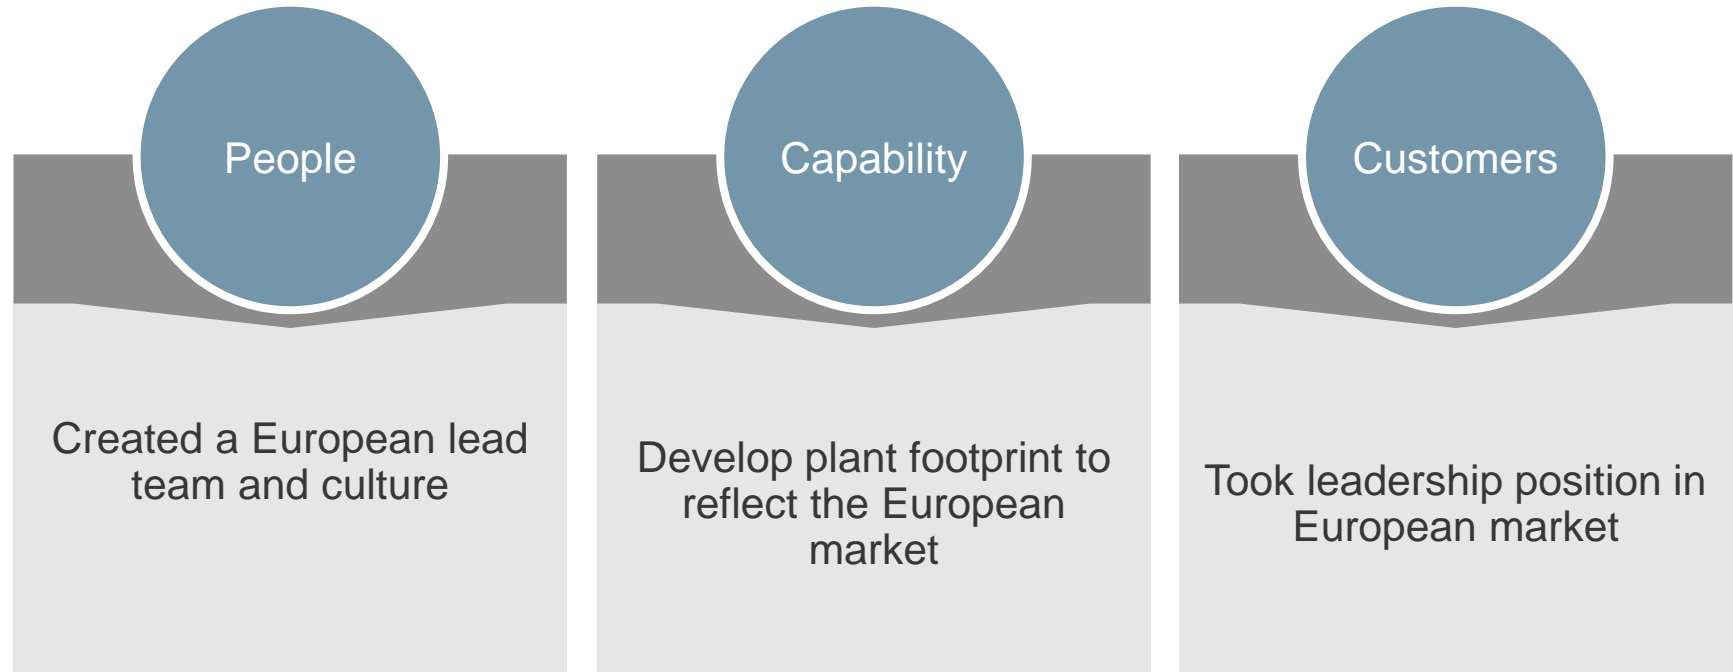 People
Created a European lead
team and culture
Capability
Develop plant footprint to
reflect the European
market
Customers
Took leadership position in
European market